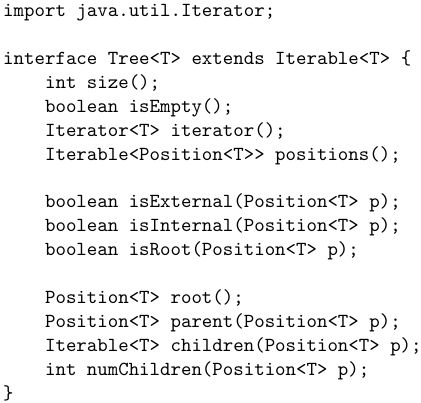 import java.util.Iterator;

interface Tree<T> extends Iterable<T> {
    int size();
    boolean isEmpty();
    Iterator<T> iterator();
    Iterable<Position<T>> positions();

    boolean isExternal(Position<T> p);
    boolean isInternal(Position<T> p);
    boolean isRoot(Position<T> p);

    Position<T> root();
    Position<T> parent(Position<T> p);
    Iterable<T> children(Position<T> p);
    int numChildren(Position<T> p);
}